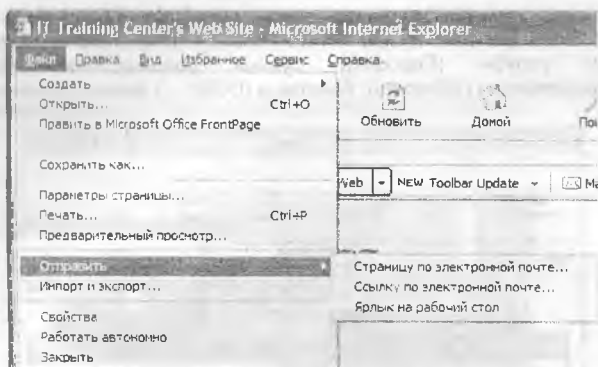 IT Training Center's Web Site - Microsoft Internet Explorer
Файл Правка Вид Избранное Сервис Справка
Создать
Открыть... Ctrl+O
Править в Microsoft Office FrontPage
Обновить Домой
Сохранить как...
Web NEW Toolbar Update
Параметры страницы...
Печать... Ctrl+P
Предварительный просмотр...
Отправить
Страницу по электронной почте...
Импорт и экспорт...
Ссылку по электронной почте...
Ярлык на рабочий стол
Свойства
Работать автономно
Закрыть